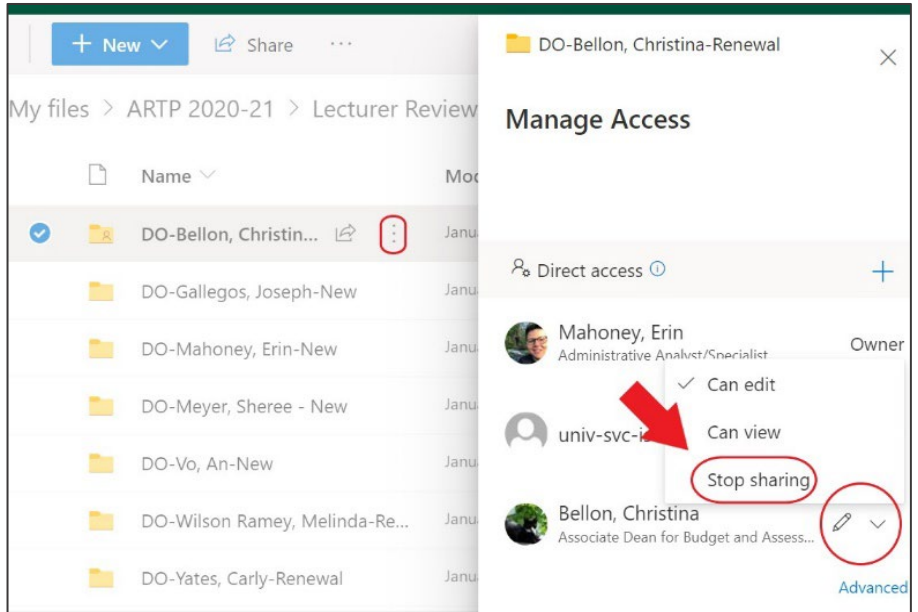 + New
Share
...
My files > ARTP 2020-21 > Lecturer Review
Name
DO-Bellon, Christin...
Janu
DO-Gallegos, Joseph-New
Janu
DO-Mahoney, Erin-New
Janu
DO-Meyer, Sheree - New
Janu
DO-Vo, An-New
Janu
DO-Wilson Ramey, Melinda-Re...
Janu
DO-Yates, Carly-Renewal
Janu
DO-Bellon, Christina-Renewal
Manage Access
Direct access
Mahoney, Erin
Owner
Administrative Analyst/Specialist
Can edit
Can view
Stop sharing
univ-svc-i
Bellon, Christina
Associate Dean for Budget and Assess...
Advanced